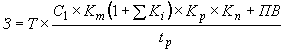 З = T × (C₁ × Kₘ(1 + ∑Kᵢ) × Kₚ × Kₙ + ПВ) / tₚ